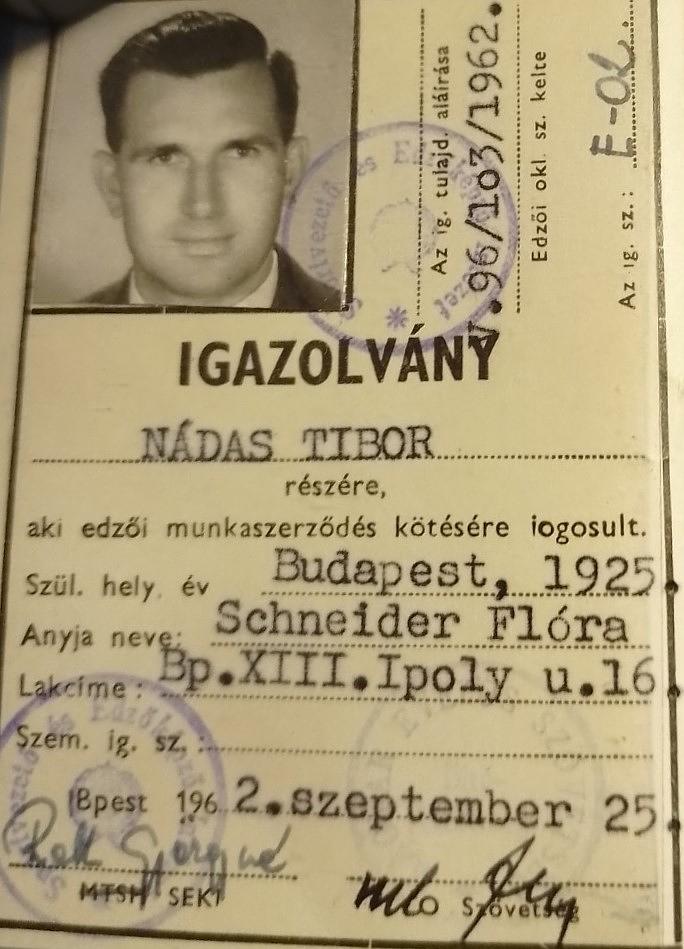 Az ig. tulajd. aláírása
V.96/103/1962.
Edzői okl. sz. kelte
Az ig. sz.: E-02.
IGAZOLVÁNY
NÁDAS TIBOR
részére,
aki edzői munkaszerződés kötésére jogosult.
Szül. hely. év Budapest, 1925.
Anyja neve: Schneider Flóra
Lakcíme: Bp.XIII.Ipoly u.16.
Szem. ig. sz.:
Bpest 196 2.szeptember 25.
MTSH SEKI
Szövetség